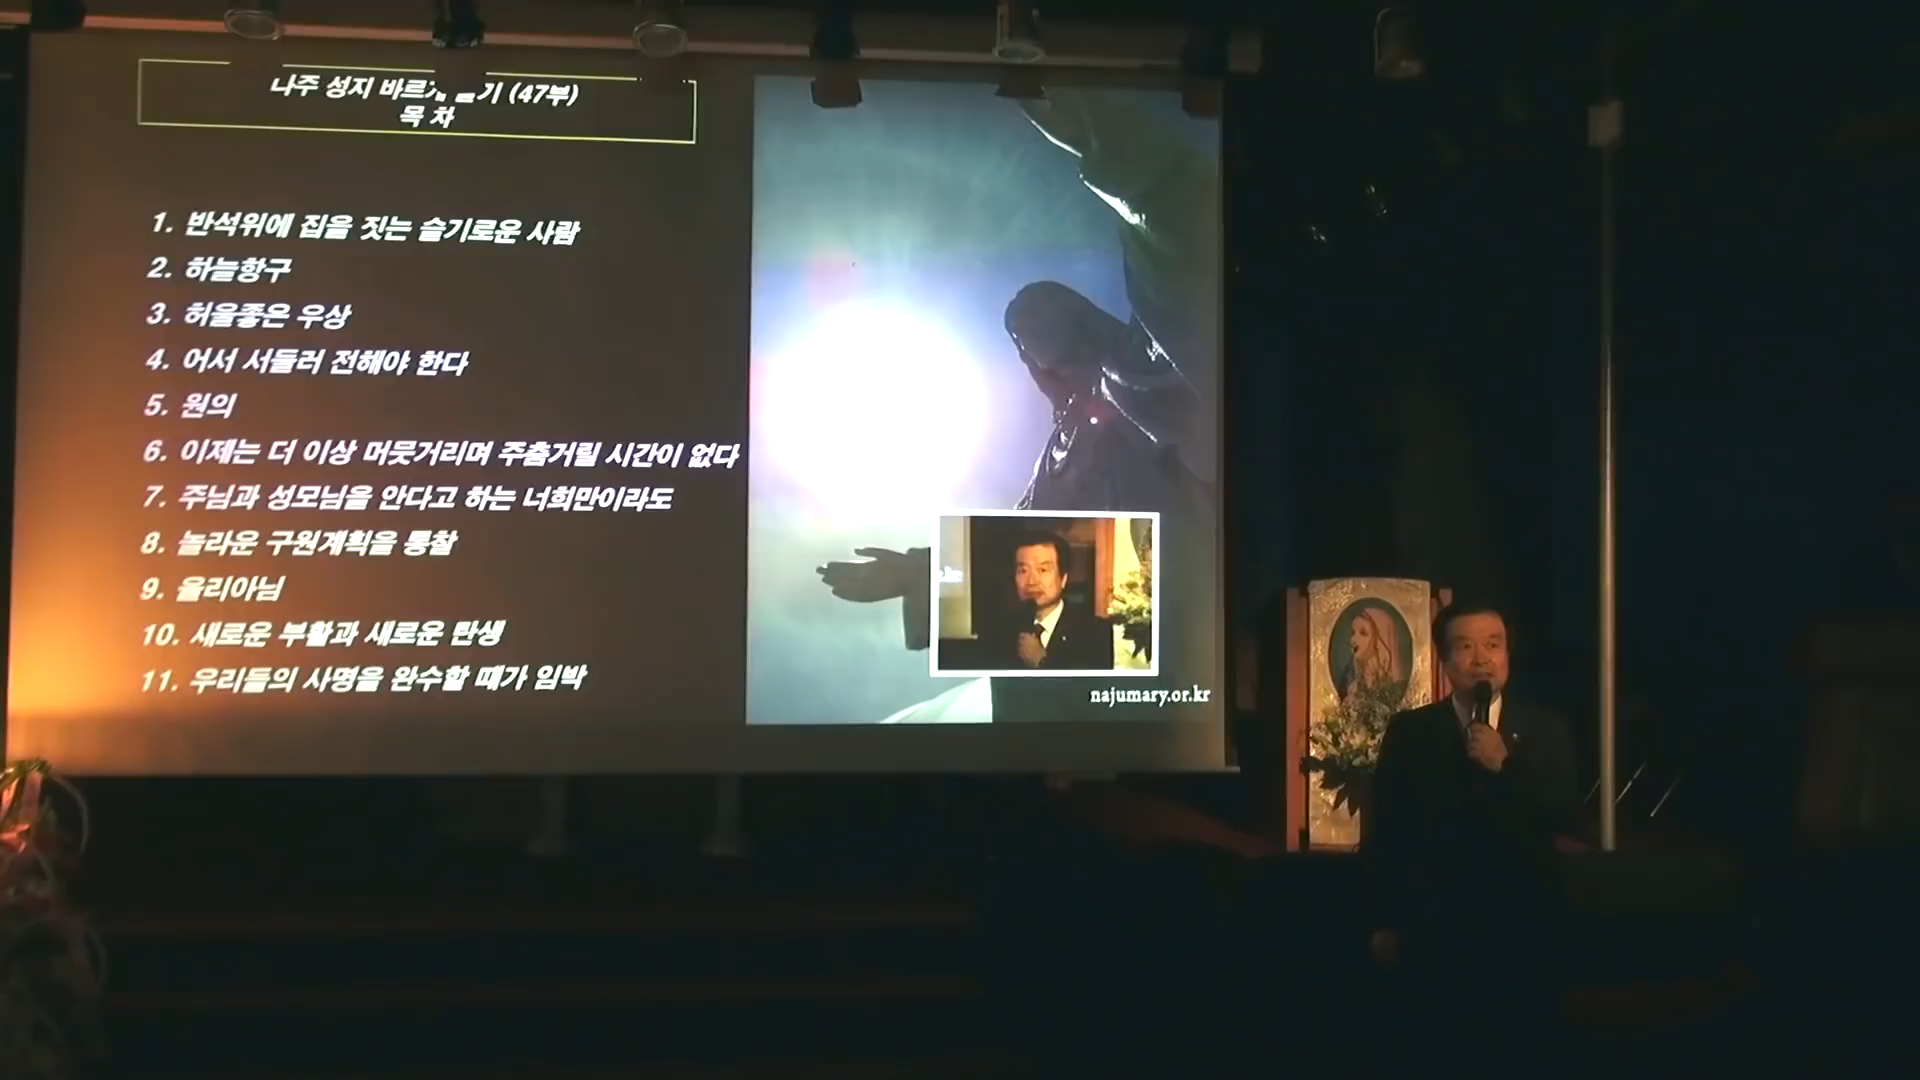 나주 성지 바르게 기 (47부)
목 차
1. 반석위에 집을 짓는 슬기로운 사람
2. 하늘항구
3. 허울좋은 우상
4. 어서 서둘러 전해야 한다
5. 원의
6. 이제는 더 이상 머뭇거리며 주춤거릴 시간이 없다
7. 주님과 성모님을 안다고 하는 너희만이라도
8. 놀라운 구원계획을 통찰
9. 율리아님
10. 새로운 부활과 새로운 탄생
11. 우리들의 사명을 완수할 때가 임박
najumary.or.kr